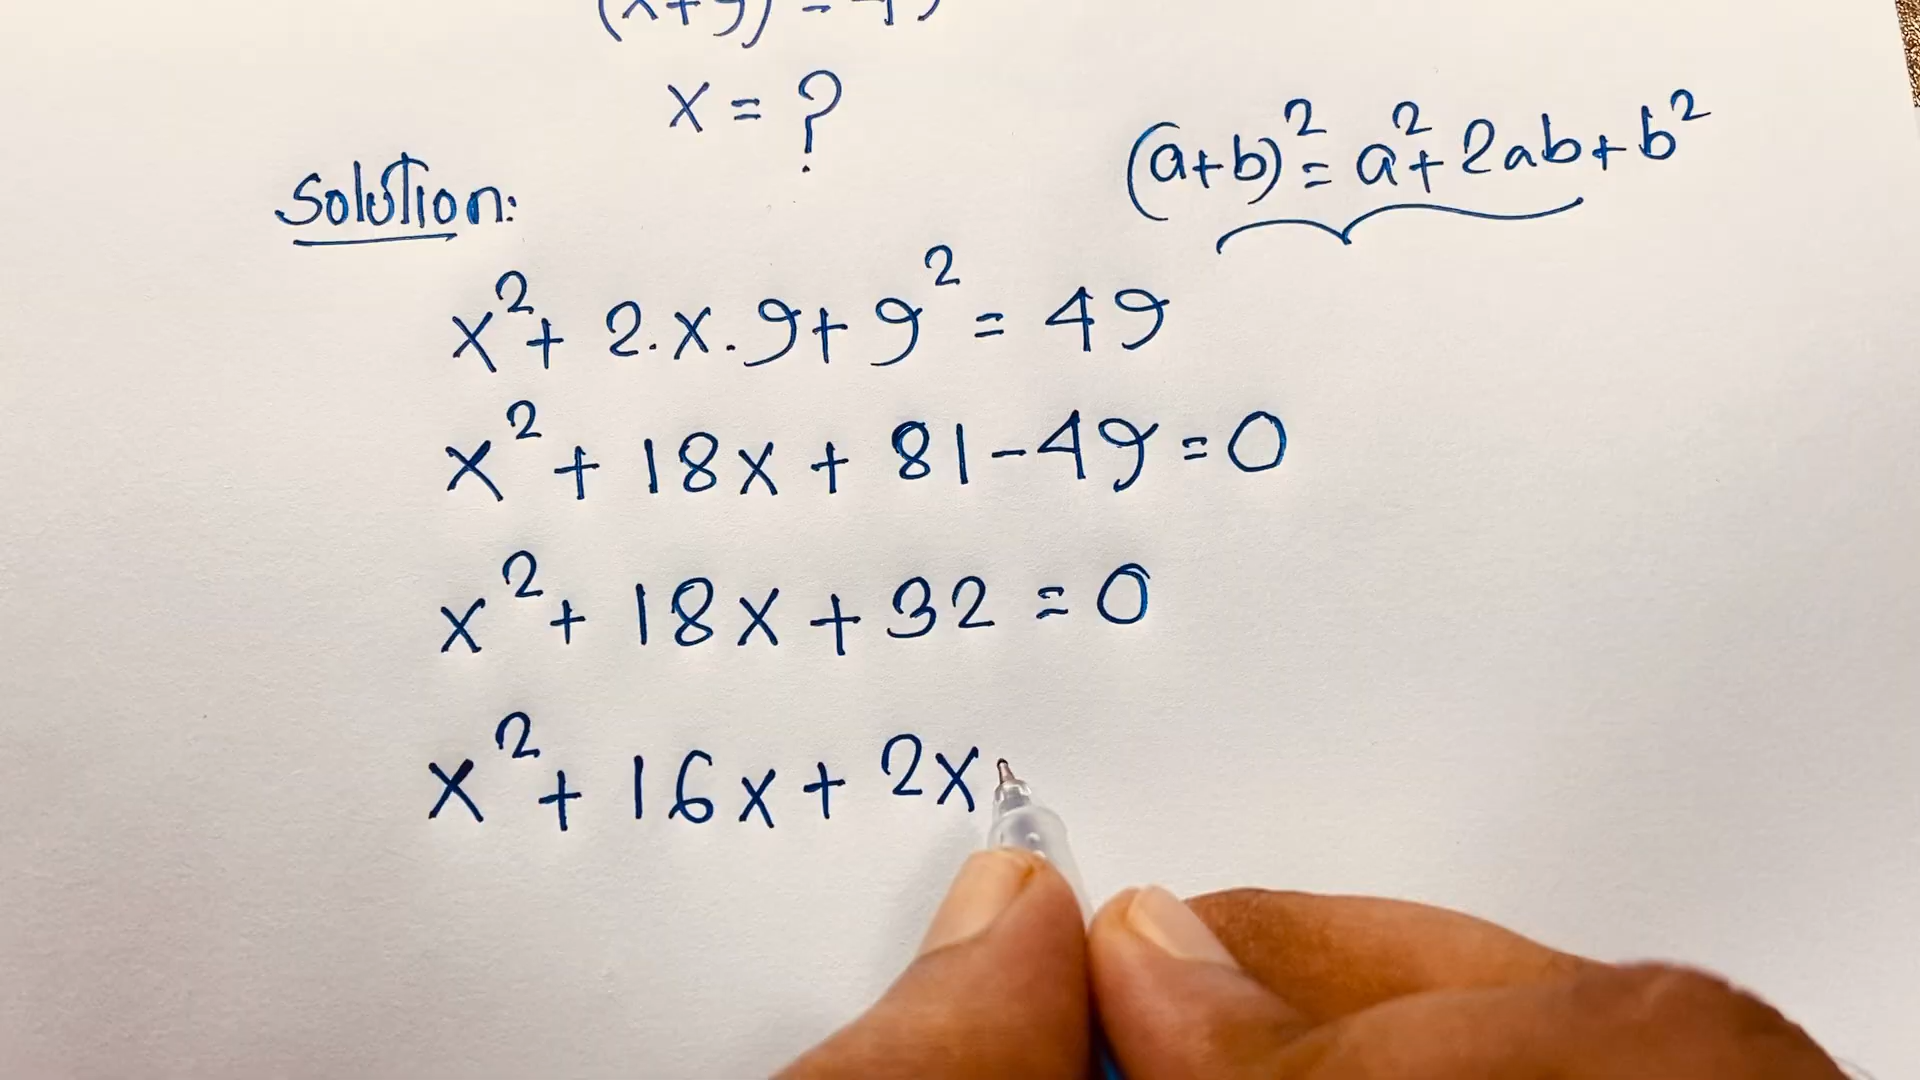 x = ?
(a+b)² = a² + 2ab + b²
Solution:
x² + 2.x.9 + 9² = 49
x² + 18x + 81 - 49 = 0
x² + 18x + 32 = 0
x² + 16x + 2x